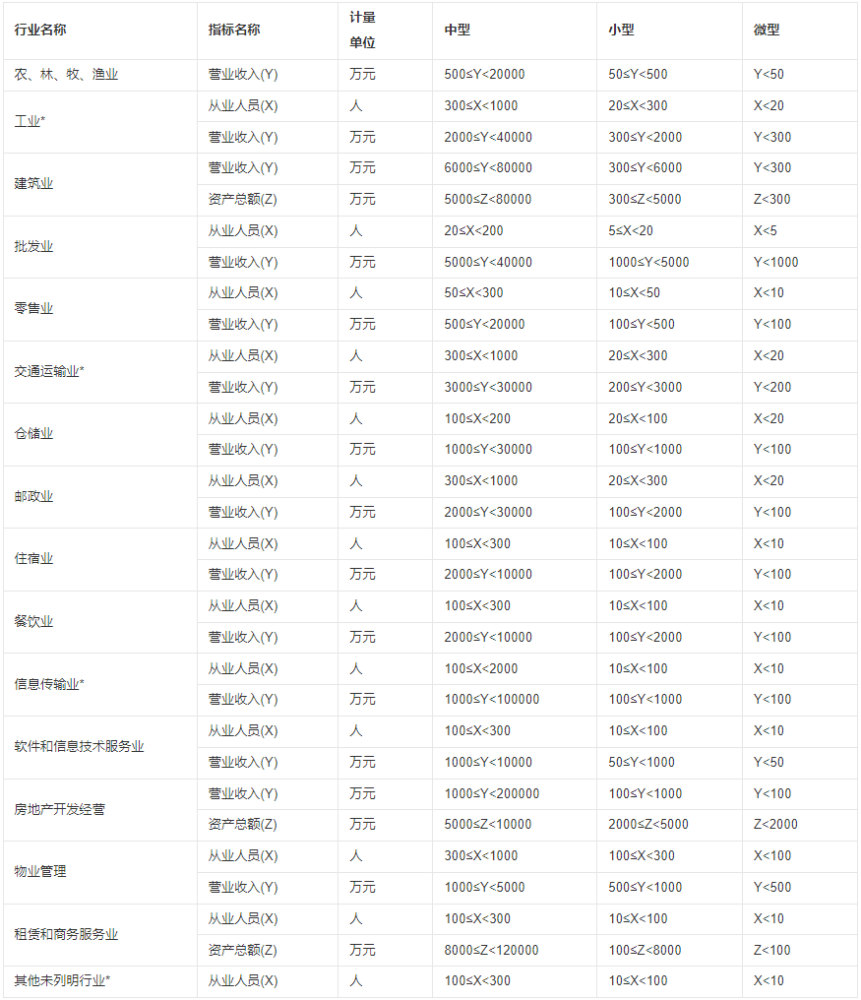 行业名称 指标名称 计量单位 中型 小型 微型
农、林、牧、渔业 营业收入(Y) 万元 500≤Y<20000 50≤Y<500 Y<50
工业* 从业人员(X) 人 300≤X<1000 20≤X<300 X<20
营业收入(Y) 万元 2000≤Y<40000 300≤Y<2000 Y<300
建筑业 营业收入(Y) 万元 6000≤Y<80000 300≤Y<6000 Y<300
资产总额(Z) 万元 5000≤Z<80000 300≤Z<5000 Z<300
批发业 从业人员(X) 人 20≤X<200 5≤X<20 X<5
营业收入(Y) 万元 5000≤Y<40000 1000≤Y<5000 Y<1000
零售业 从业人员(X) 人 50≤X<300 10≤X<50 X<10
营业收入(Y) 万元 500≤Y<20000 100≤Y<500 Y<100
交通运输业* 从业人员(X) 人 300≤X<1000 20≤X<300 X<20
营业收入(Y) 万元 3000≤Y<30000 200≤Y<3000 Y<200
仓储业 从业人员(X) 人 100≤X<200 20≤X<100 X<20
营业收入(Y) 万元 1000≤Y<30000 100≤Y<1000 Y<100
邮政业 从业人员(X) 人 300≤X<1000 20≤X<300 X<20
营业收入(Y) 万元 2000≤Y<30000 100≤Y<2000 Y<100
住宿业 从业人员(X) 人 100≤X<300 10≤X<100 X<10
营业收入(Y) 万元 2000≤Y<10000 100≤Y<2000 Y<100
餐饮业 从业人员(X) 人 100≤X<300 10≤X<100 X<10
营业收入(Y) 万元 2000≤Y<10000 100≤Y<2000 Y<100
信息传输业* 从业人员(X) 人 100≤X<2000 10≤X<100 X<10
营业收入(Y) 万元 1000≤Y<100000 100≤Y<1000 Y<100
软件和信息技术服务业 从业人员(X) 人 100≤X<300 10≤X<100 X<10
营业收入(Y) 万元 1000≤Y<10000 50≤Y<1000 Y<50
房地产开发经营 营业收入(Y) 万元 1000≤Y<200000 100≤Y<1000 Y<100
资产总额(Z) 万元 5000≤Z<10000 2000≤Z<5000 Z<2000
物业管理 从业人员(X) 人 300≤X<1000 100≤X<300 X<100
营业收入(Y) 万元 1000≤Y<5000 500≤Y<1000 Y<500
租赁和商务服务业 从业人员(X) 人 100≤X<300 10≤X<100 X<10
资产总额(Z) 万元 8000≤Z<120000 100≤Z<8000 Z<100
其他未列明行业* 从业人员(X) 人 100≤X<300 10≤X<100 X<10